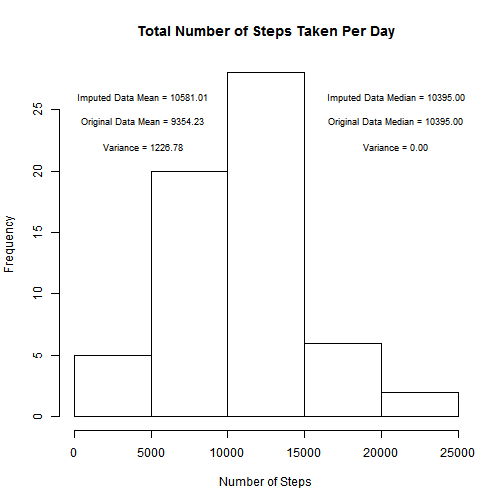 Total Number of Steps Taken Per Day
Imputed Data Mean = 10581.01
Imputed Data Median = 10395.00
Original Data Mean = 9354.23
Original Data Median = 10395.00
Variance = 1226.78
Variance = 0.00
Frequency
25
20
15
10
5
0
0 5000 10000 15000 20000 25000
Number of Steps